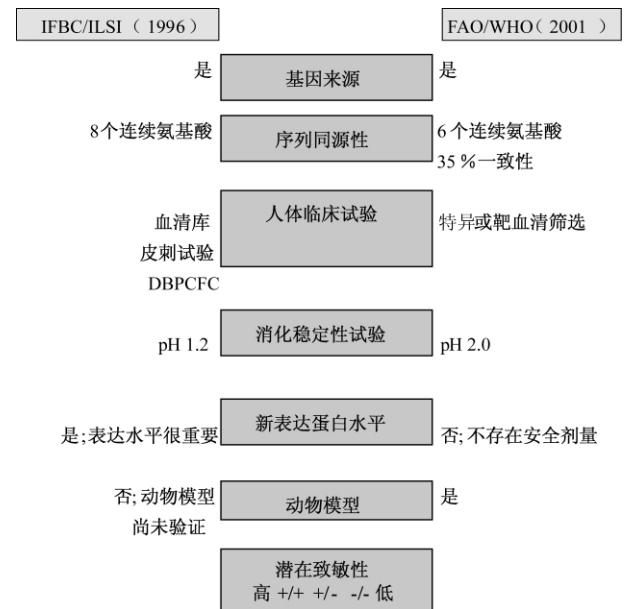 IFBC/ILSI （ 1996 ）
FAO/WHO（ 2001 ）
是
基因来源
是
8个连续氨基酸
序列同源性
6 个连续氨基酸
35 %一致性
血清库
皮刺试验
DBPCFC
人体临床试验
特异或靶血清筛选
pH 1.2
消化稳定性试验
pH 2.0
是;表达水平很重要
新表达蛋白水平
否; 不存在安全剂量
否; 动物模型
尚未验证
动物模型
是
潜在致敏性
高 +/+ +/- -/- 低